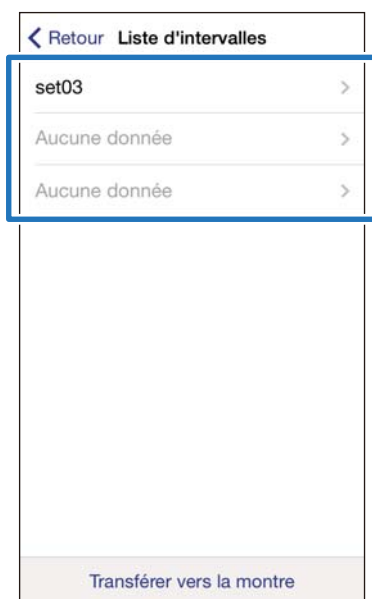 Retour Liste d'intervalles
set03
Aucune donnée
Aucune donnée
Transférer vers la montre